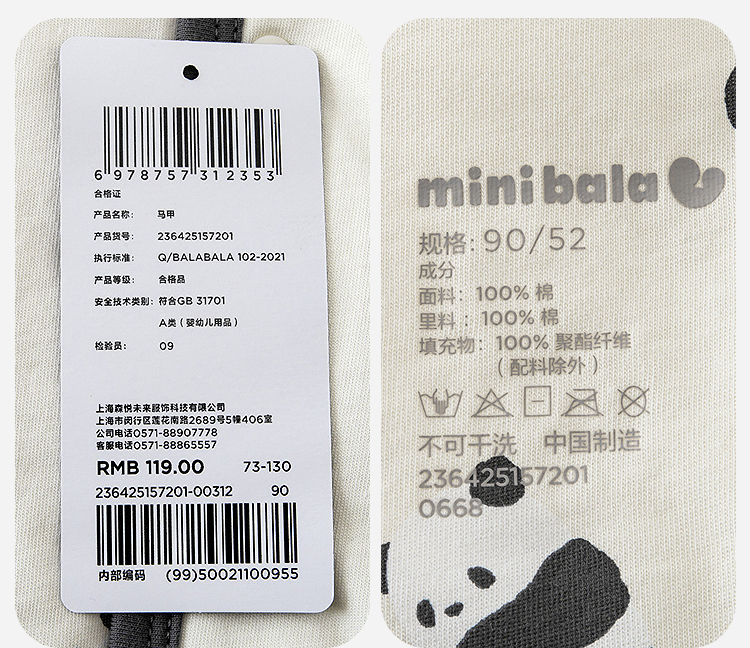 6 978757 312353
合格证
产品名称： 马甲
产品货号： 236425157201
执行标准： Q/BALABALA 102-2021
产品等级： 合格品
安全技术类别：符合GB 31701
A类（婴幼儿用品）
检验员： 09
上海森悦未来服饰科技有限公司
上海市闵行区莲花南路2689号5幢406室
公司电话0571-88907778
客服电话0571-88865557
RMB 119.00 73-130
236425157201-00312 90
内部编码 (99)50021100955
mini bala
规格: 90/52
成分
面料：100% 棉
里料：100% 棉
填充物：100% 聚酯纤维
（配料除外）
不可干洗 中国制造
236425157201
0668